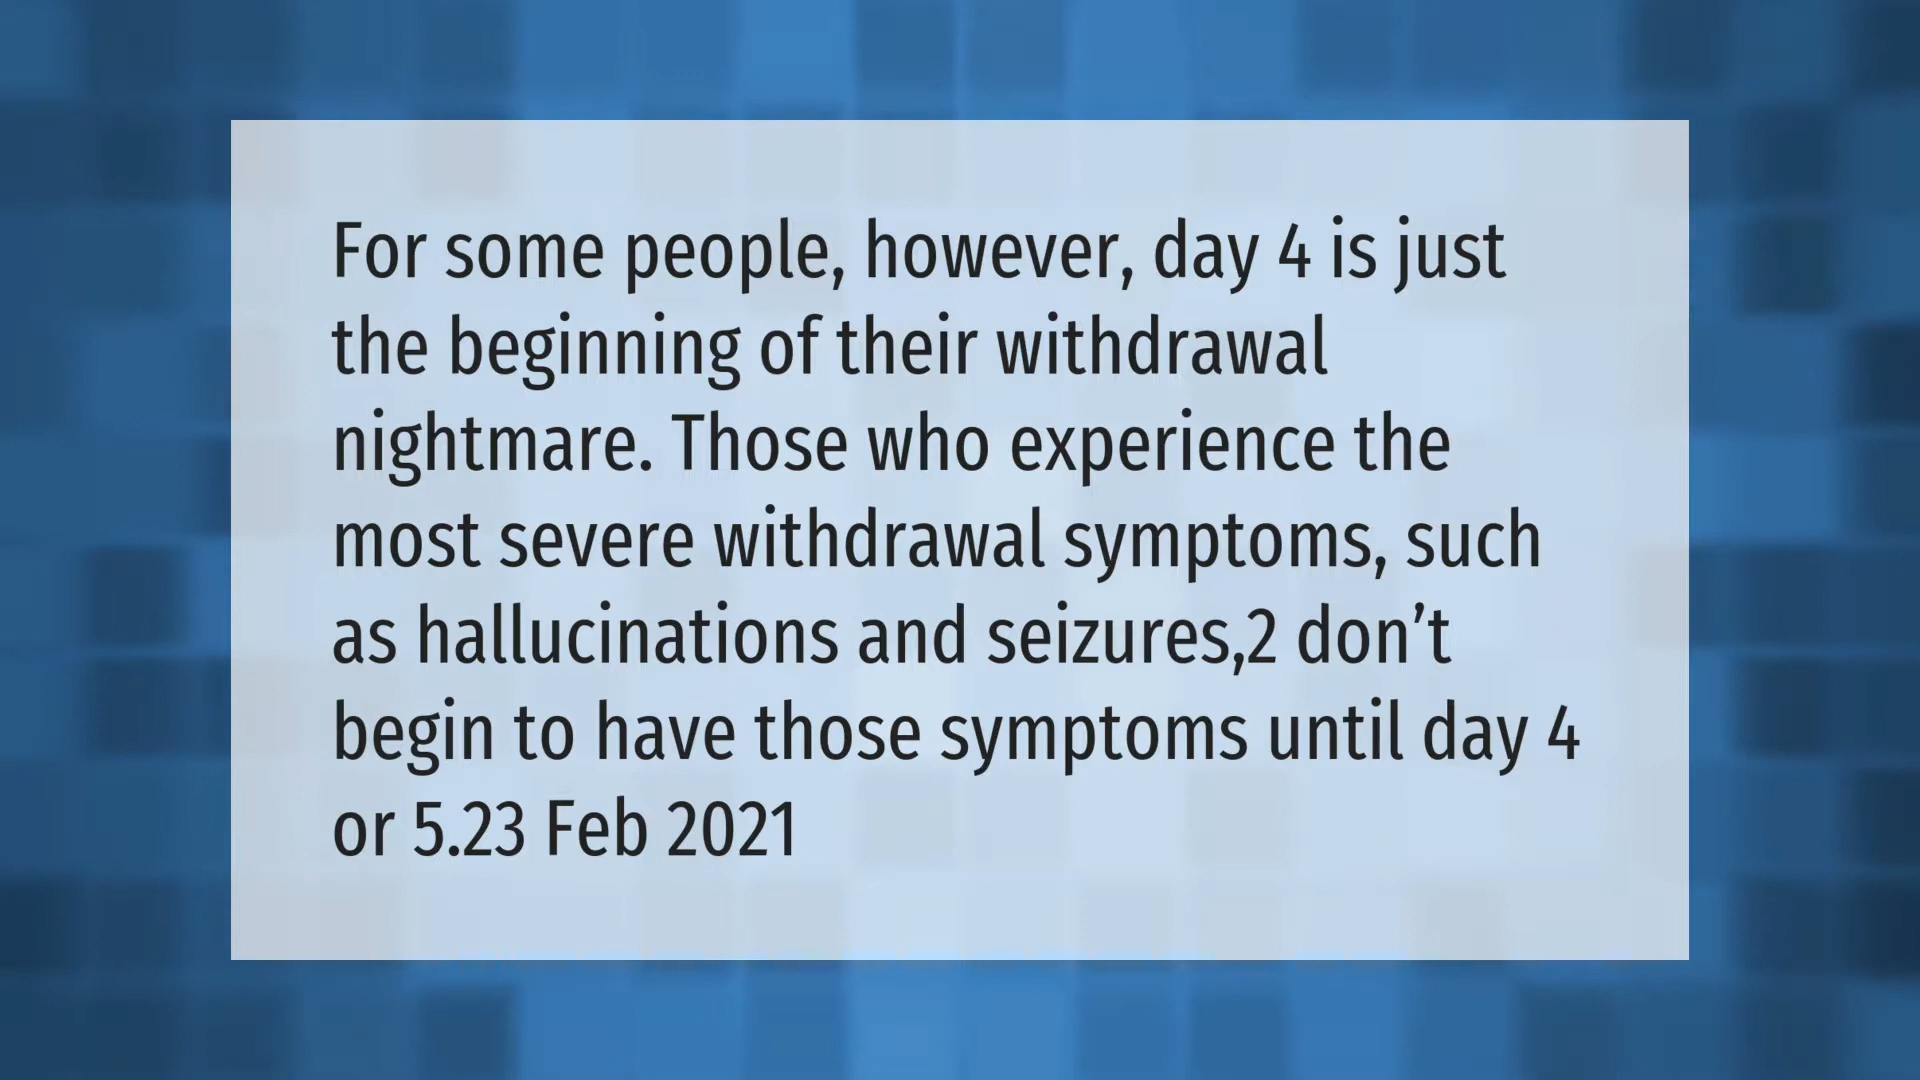 For some people, however, day 4 is just
the beginning of their withdrawal
nightmare. Those who experience the
most severe withdrawal symptoms, such
as hallucinations and seizures,2 don’t
begin to have those symptoms until day 4
or 5.23 Feb 2021